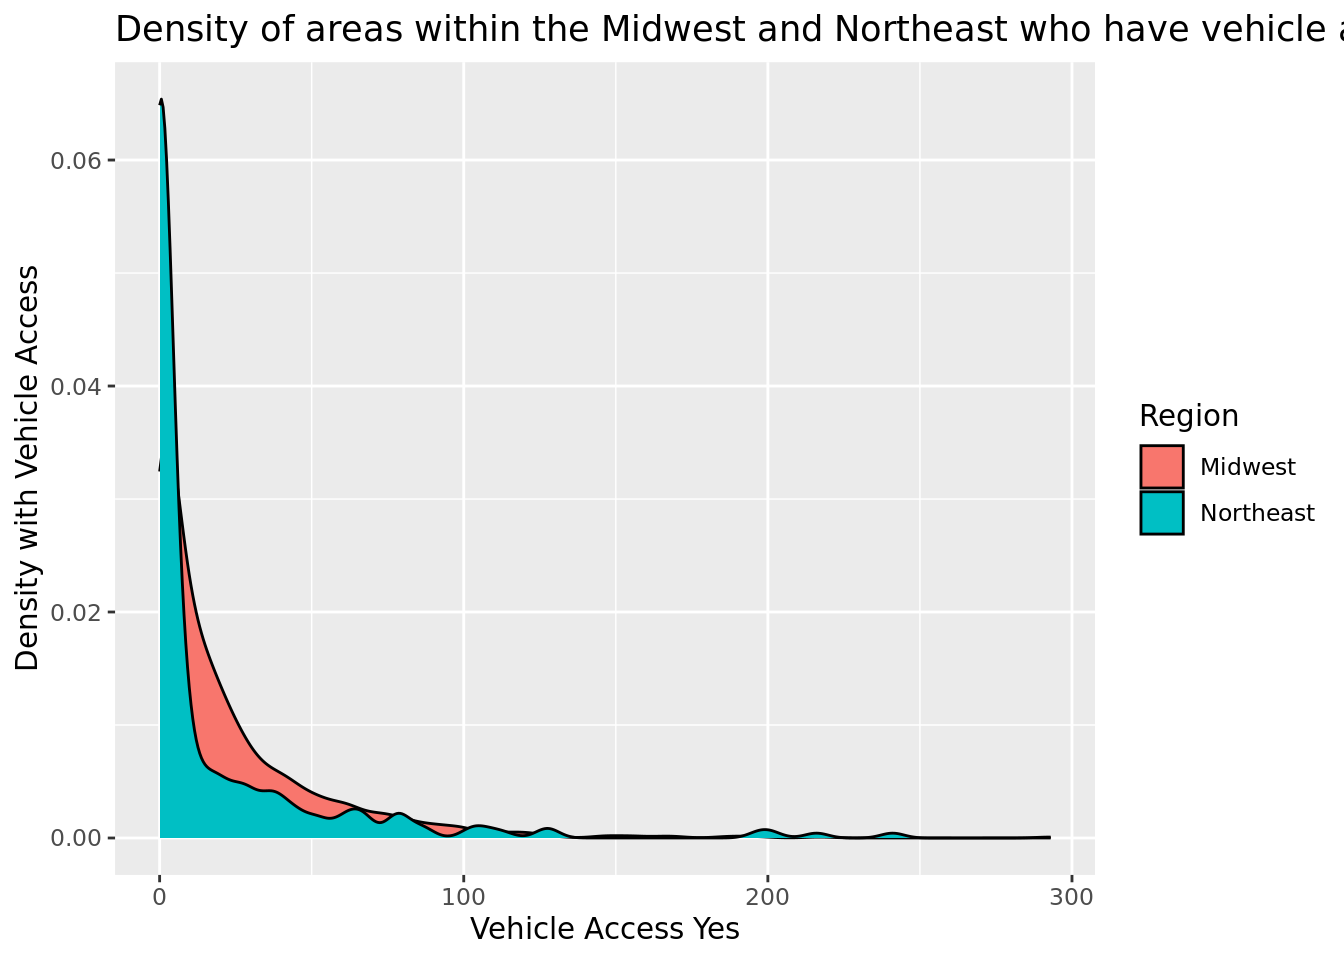 Density of areas within the Midwest and Northeast who have vehicle
Density with Vehicle Access
0.06
0.04
0.02
0.00
0 100 200 300
Vehicle Access Yes
Region
Midwest
Northeast